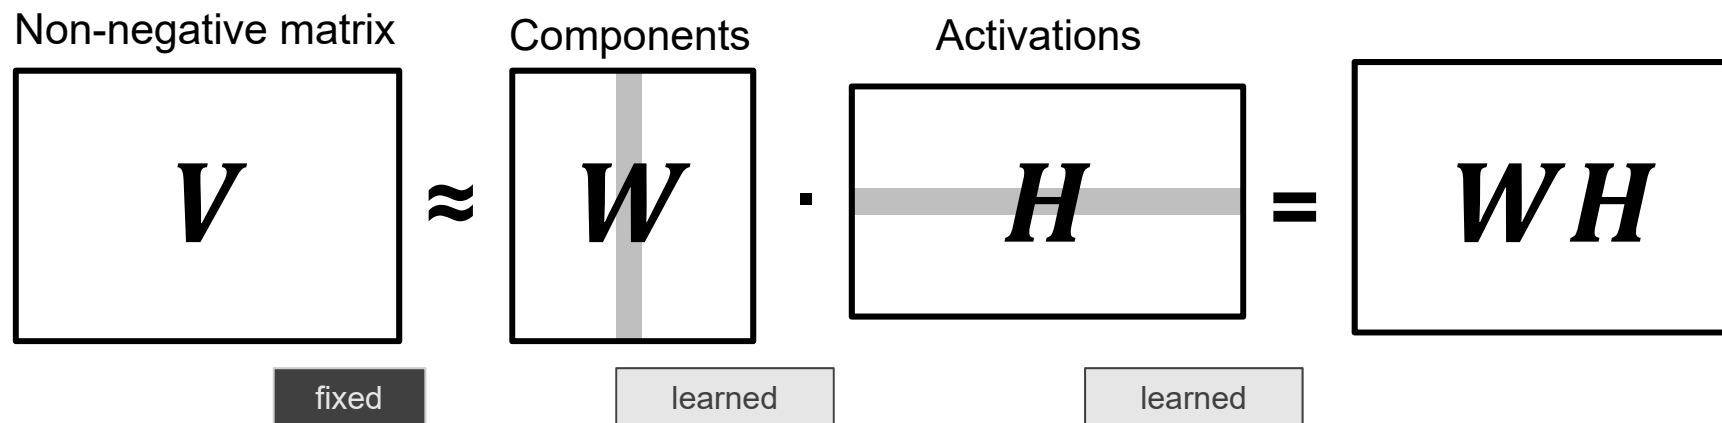 Non-negative matrix Components Activations
V ≈ W · H = WH
fixed learned learned